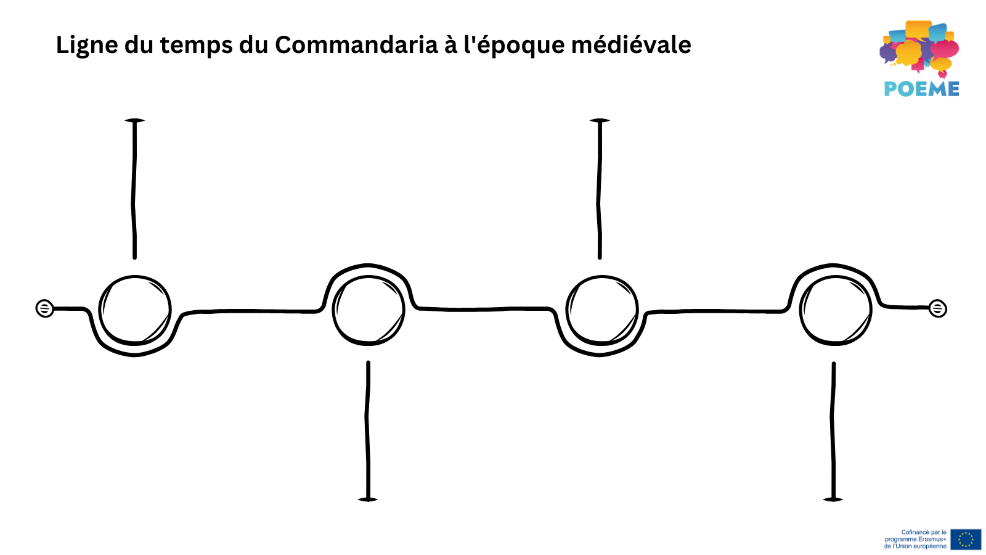 Ligne du temps du Commandaria à l'époque médiévale
POEME
Cofinancé par le
programme Erasmus+
de l'Union européenne